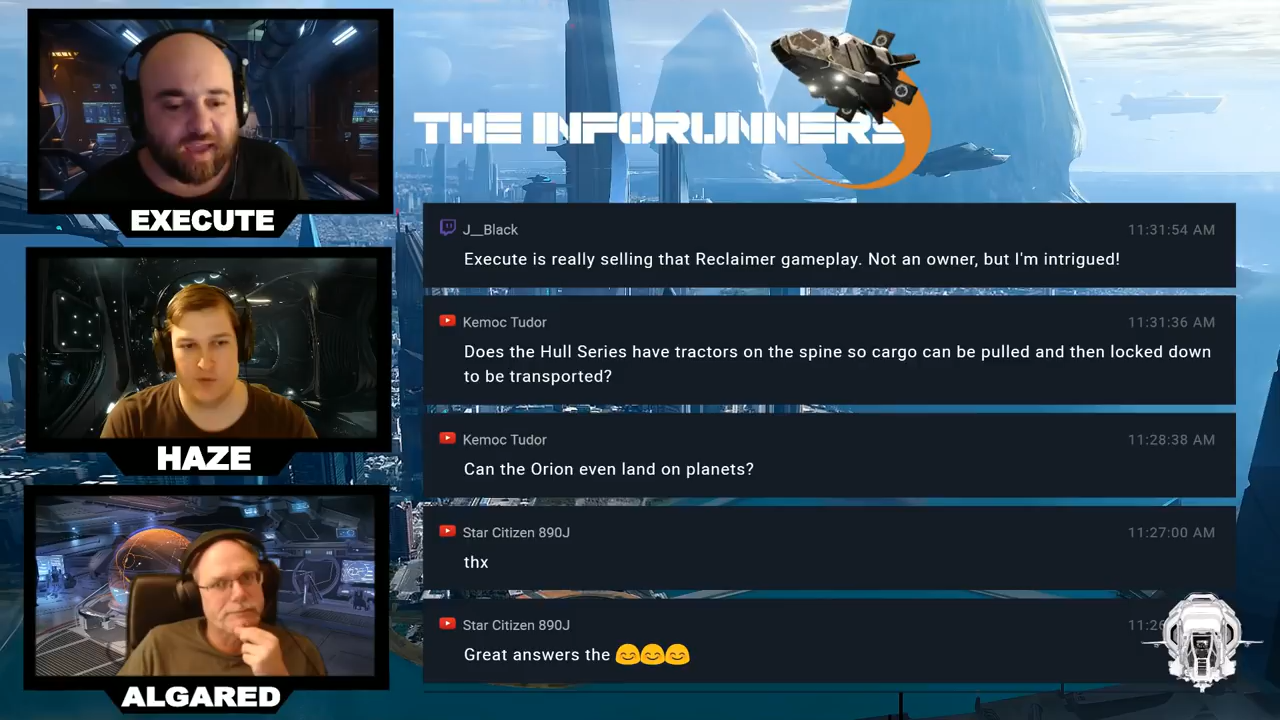 THE INFORUNNERS
EXECUTE
HAZE
ALGARED
J__Black 11:31:54 AM
Execute is really selling that Reclaimer gameplay. Not an owner, but I'm intrigued!
Kemoc Tudor 11:31:36 AM
Does the Hull Series have tractors on the spine so cargo can be pulled and then locked down
to be transported?
Kemoc Tudor 11:28:38 AM
Can the Orion even land on planets?
Star Citizen 890J 11:27:00 AM
thx
Star Citizen 890J
Great answers the 😊😊😊